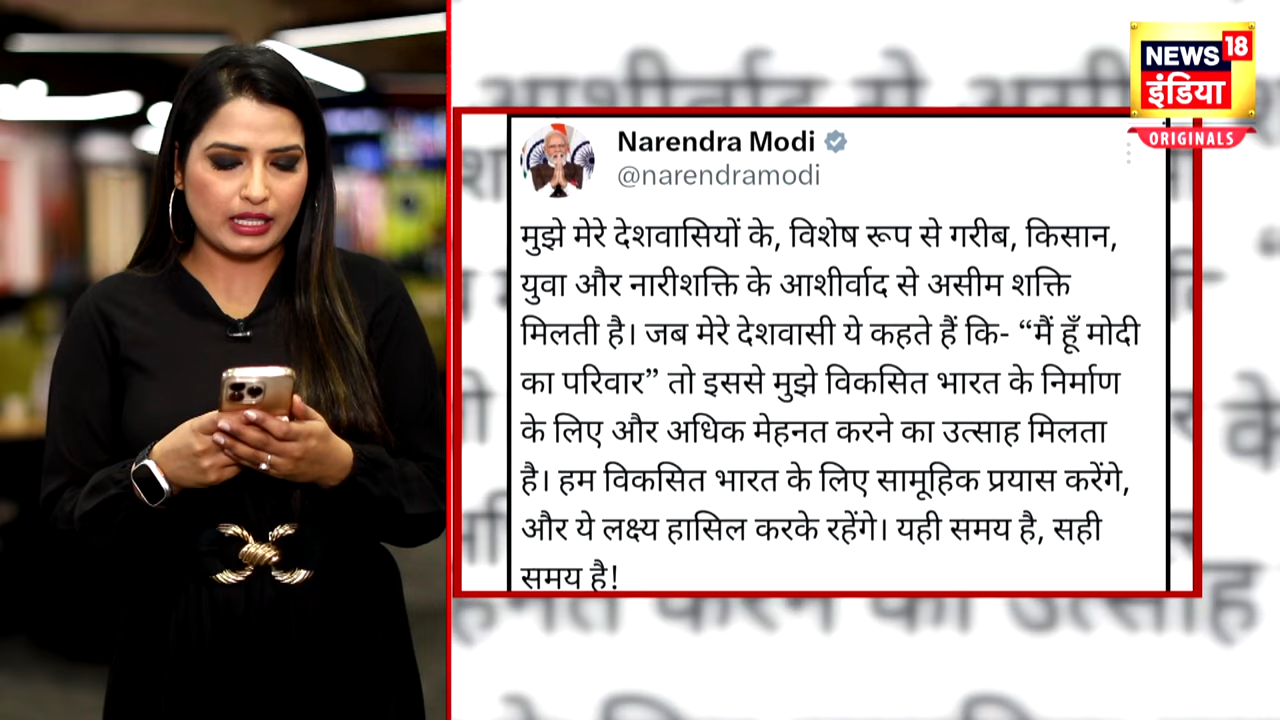 NEWS 18
इंडिया
ORIGINALS
Narendra Modi
@narendramodi
मुझे मेरे देशवासियों के, विशेष रूप से गरीब, किसान,
युवा और नारीशक्ति के आशीर्वाद से असीम शक्ति
मिलती है। जब मेरे देशवासी ये कहते हैं कि- “मैं हूँ मोदी
का परिवार” तो इससे मुझे विकसित भारत के निर्माण
के लिए और अधिक मेहनत करने का उत्साह मिलता
है। हम विकसित भारत के लिए सामूहिक प्रयास करेंगे,
और ये लक्ष्य हासिल करके रहेंगे। यही समय है, सही
समय है!